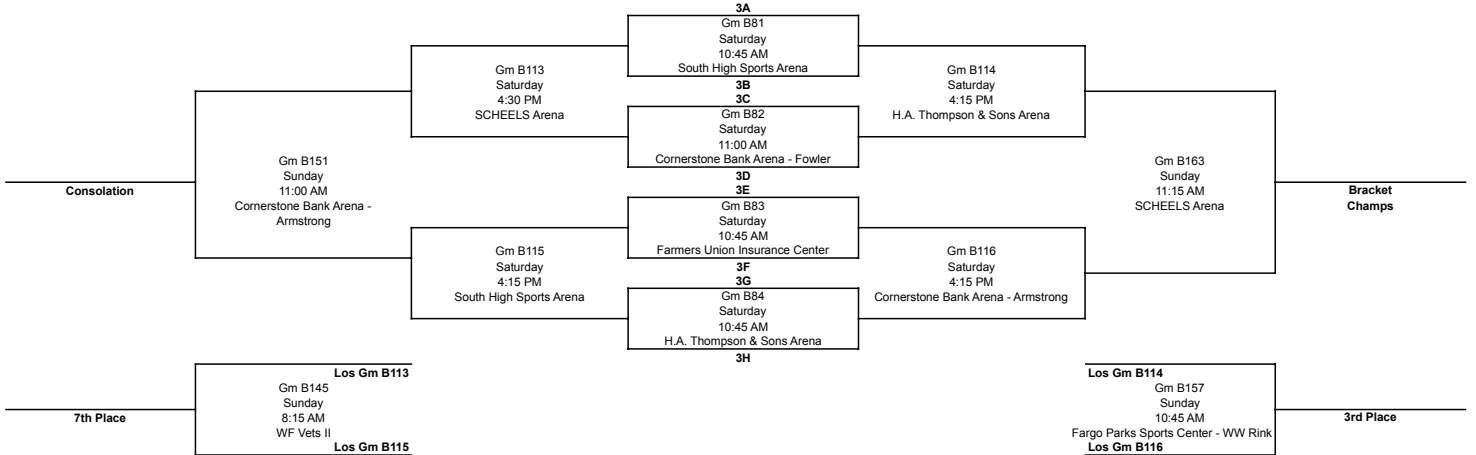 3A
Gm B81
Saturday
10:45 AM
South High Sports Arena
3B
3C
Gm B82
Saturday
11:00 AM
Cornerstone Bank Arena - Fowler
3D
3E
Gm B83
Saturday
10:45 AM
Farmers Union Insurance Center
3F
3G
Gm B84
Saturday
10:45 AM
H.A. Thompson & Sons Arena
3H
Gm B113
Saturday
4:30 PM
SCHEELS Arena
Gm B114
Saturday
4:15 PM
H.A. Thompson & Sons Arena
Gm B151
Sunday
11:00 AM
Cornerstone Bank Arena -
Armstrong
Consolation
Gm B163
Sunday
11:15 AM
SCHEELS Arena
Bracket
Champs
Gm B115
Saturday
4:15 PM
South High Sports Arena
Gm B116
Saturday
4:15 PM
Cornerstone Bank Arena - Armstrong
Los Gm B113
Gm B145
Sunday
8:15 AM
WF Vets II
Los Gm B115
7th Place
Los Gm B114
Gm B157
Sunday
10:45 AM
Fargo Parks Sports Center - WW Rink
Los Gm B116
3rd Place